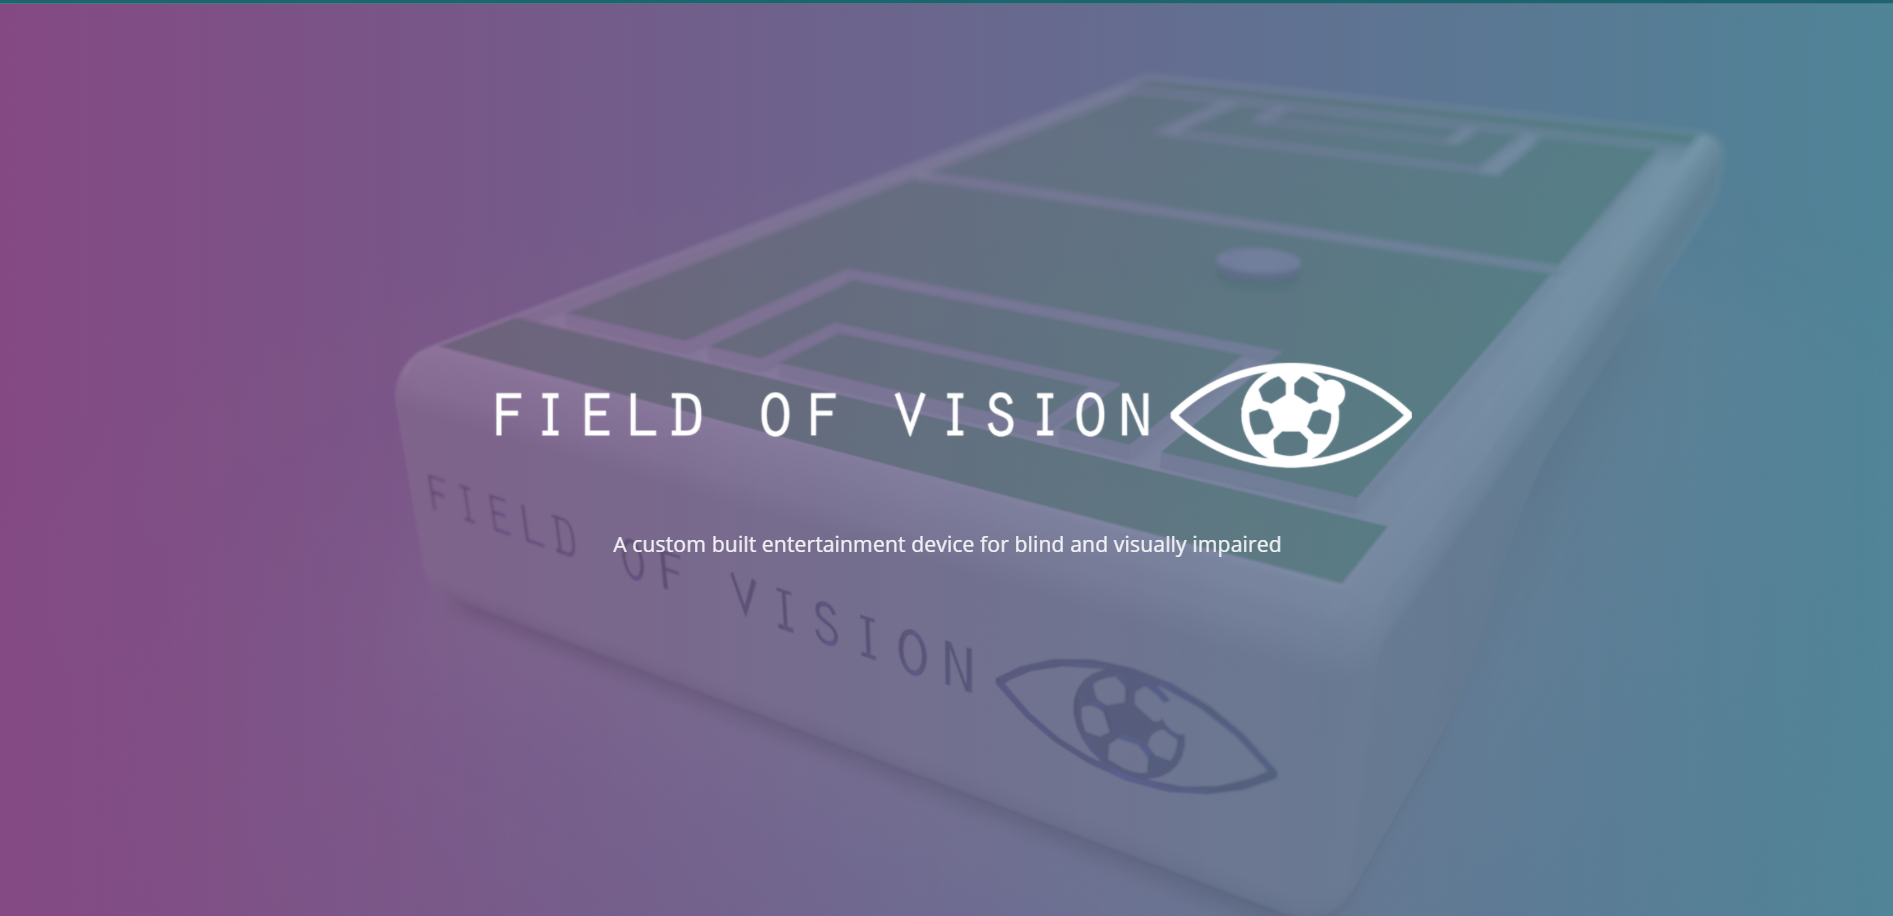 FIELD OF VISION
A custom built entertainment device for blind and visually impaired
FIELD OF VISION